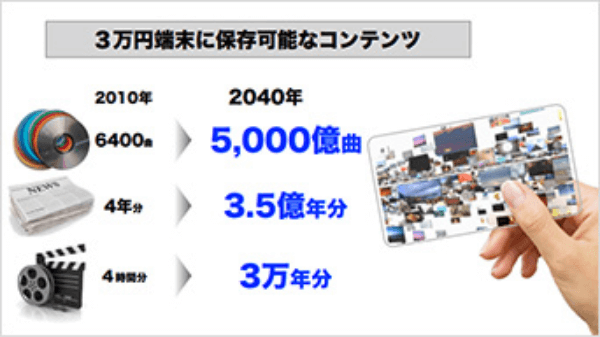 3万円端末に保存可能なコンテンツ
2010年
2040年
6400曲
5,000億曲
NEWS
4年分
3.5億年分
4時間分
3万年分